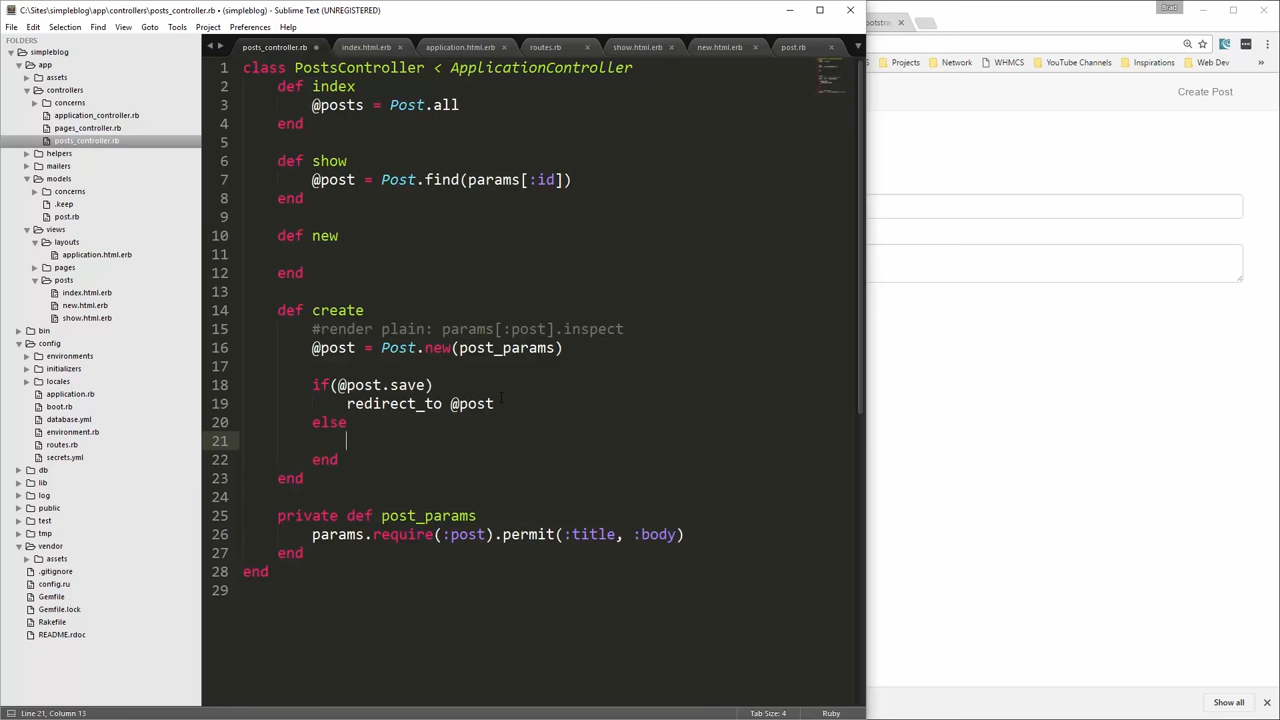 C:\Sites\simpleblog\app\controllers\posts_controller.rb • (simpleblog) - Sublime Text (UNREGISTERED)
Brad
File Edit Selection Find View Goto Tools Project Preferences Help
FOLDERS
simpleblog
app
assets
controllers
concerns
application_controller.rb
pages_controller.rb
posts_controller.rb
helpers
mailers
models
concerns
.keep
post.rb
views
layouts
application.html.erb
pages
posts
index.html.erb
new.html.erb
show.html.erb
bin
config
environments
initializers
locales
application.rb
boot.rb
database.yml
environment.rb
routes.rb
secrets.yml
db
lib
log
public
test
tmp
vendor
assets
.gitignore
config.ru
Gemfile
Gemfile.lock
Rakefile
README.rdoc
posts_controller.rb index.html.erb application.html.erb routes.rb show.html.erb new.html.erb post.rb
1 class PostsController < ApplicationController
2 def index
3 @posts = Post.all
4 end
5
6 def show
7 @post = Post.find(params[:id])
8 end
9
10 def new
11
12 end
13
14 def create
15 #render plain: params[:post].inspect
16 @post = Post.new(post_params)
17
18 if(@post.save)
19 redirect_to @post
20 else
21
22 end
23 end
24
25 private def post_params
26 params.require(:post).permit(:title, :body)
27 end
28 end
29
Line 21, Column 13
Tab Size: 4
Ruby
Projects Network WHMCS YouTube Channels Inspirations Web Dev
Create Post
Show all